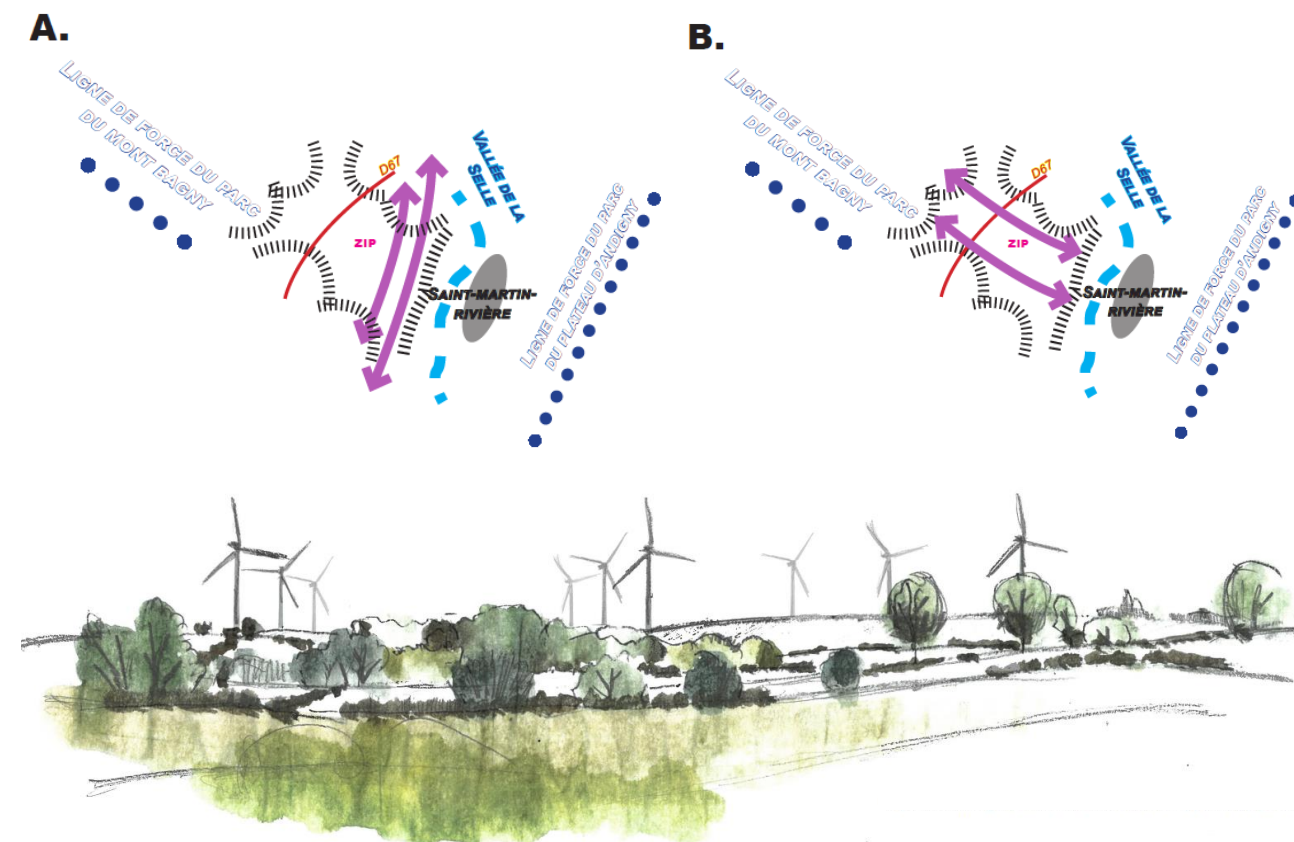 A.
LIGNE DE FORCE DU PARC
DU MONT BAGNY
D67
VALLÉE DE LA
SELLE
ZIP
SAINT-MARTIN-
RIVIÈRE
LIGNE DE FORCE DU PARC
DU PLATEAU D'ANDIGNY
B.
LIGNE DE FORCE DU PARC
DU MONT BAGNY
D67
VALLÉE DE LA
SELLE
ZIP
SAINT-MARTIN-
RIVIÈRE
LIGNE DE FORCE DU PARC
DU PLATEAU D'ANDIGNY